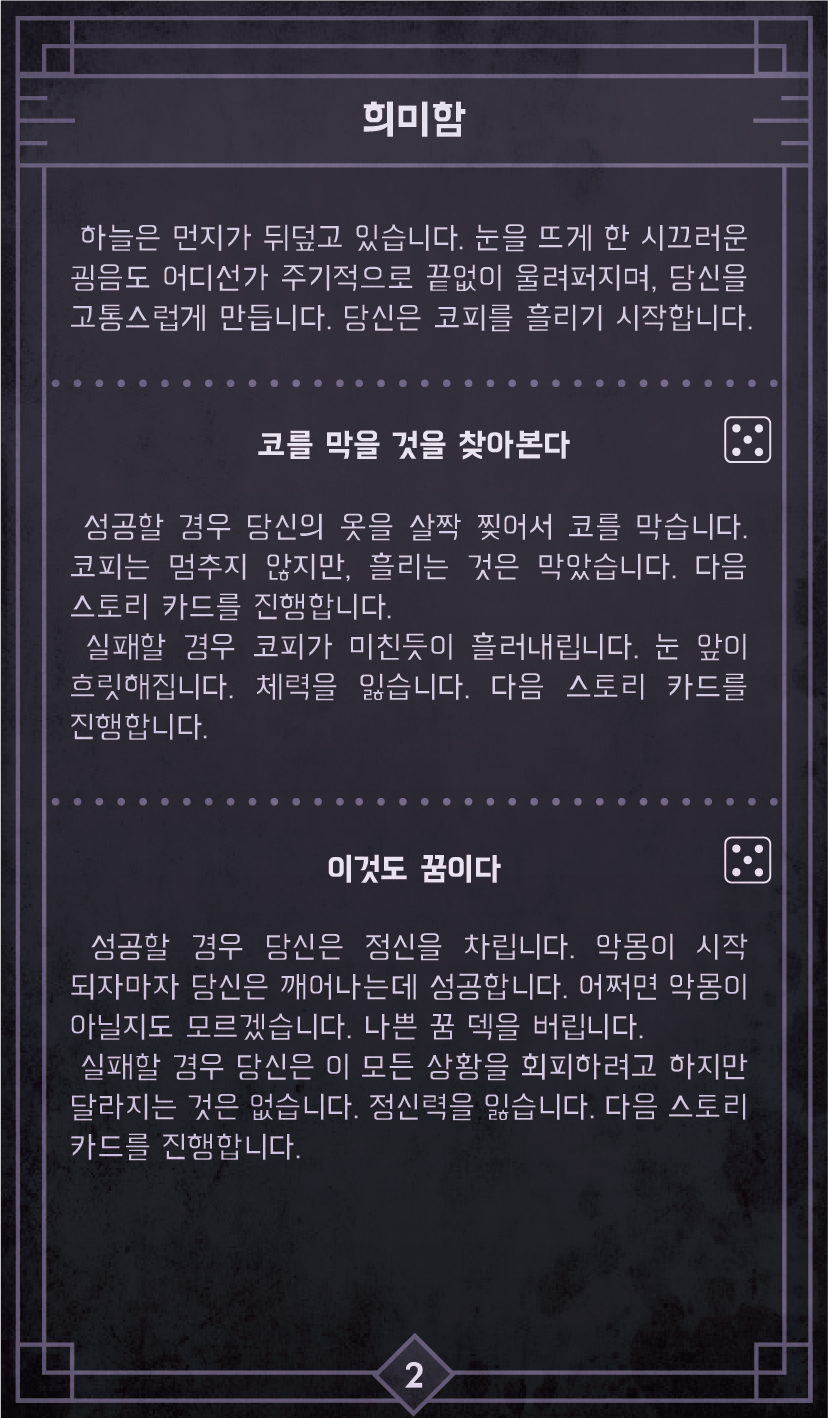 희미함
하늘은 먼지가 뒤덮고 있습니다. 눈을 뜨게 한 시끄러운
굉음도 어디선가 주기적으로 끝없이 울려퍼지며, 당신을
고통스럽게 만듭니다. 당신은 코피를 흘리기 시작합니다.
코를 막을 것을 찾아본다
성공할 경우 당신의 옷을 살짝 찢어서 코를 막습니다.
코피는 멈추지 않지만, 흘리는 것은 막았습니다. 다음
스토리 카드를 진행합니다.
실패할 경우 코피가 미친듯이 흘러내립니다. 눈 앞이
흐릿해집니다. 체력을 잃습니다. 다음 스토리 카드를
진행합니다.
이것도 꿈이다
성공할 경우 당신은 정신을 차립니다. 악몽이 시작
되자마자 당신은 깨어나는데 성공합니다. 어쩌면 악몽이
아닐지도 모르겠습니다. 나쁜 꿈 덱을 버립니다.
실패할 경우 당신은 이 모든 상황을 회피하려고 하지만
달라지는 것은 없습니다. 정신력을 잃습니다. 다음 스토리
카드를 진행합니다.
2